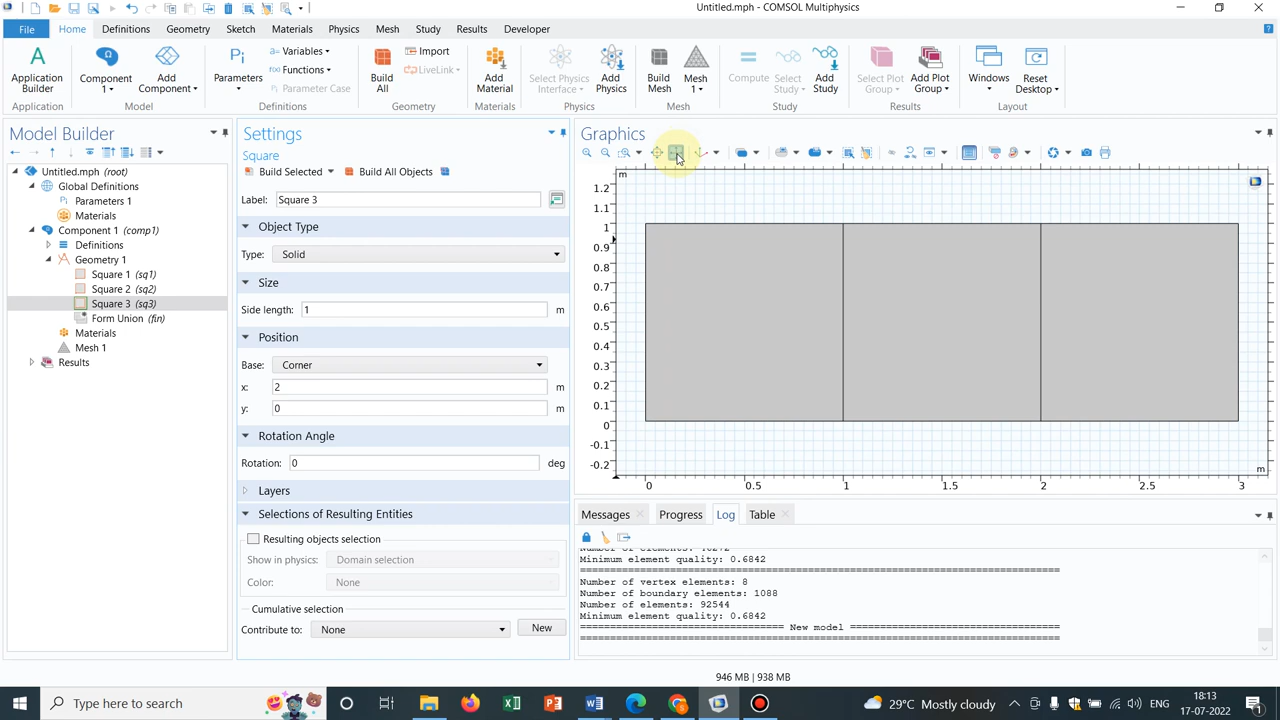 Untitled.mph - COMSOL Multiphysics
File Home Definitions Geometry Sketch Materials Physics Mesh Study Results Developer
Application Builder
Component 1
Add Component
Parameters
Variables
Functions
Parameter Case
Build All
Import
LiveLink
Add Material
Select Physics Interface
Add Physics
Build Mesh
Mesh 1
Compute
Select Study
Add Study
Select Plot Group
Add Plot Group
Windows
Reset Desktop
Application Model Definitions Geometry Materials Physics Mesh Study Results Layout
Model Builder
Untitled.mph (root)
Global Definitions
Parameters 1
Materials
Component 1 (comp1)
Definitions
Geometry 1
Square 1 (sq1)
Square 2 (sq2)
Square 3 (sq3)
Form Union (fin)
Materials
Mesh 1
Results
Settings
Square
Build Selected Build All Objects
Label: Square 3
Object Type
Type: Solid
Size
Side length: 1 m
Position
Base: Corner
x: 2 m
y: 0 m
Rotation Angle
Rotation: 0 deg
Layers
Selections of Resulting Entities
Resulting objects selection
Show in physics: Domain selection
Color: None
Cumulative selection
Contribute to: None New
Graphics
m
1.2
1.1
1
0.9
0.8
0.7
0.6
0.5
0.4
0.3
0.2
0.1
0
-0.1
-0.2
m
0 0.5 1 1.5 2 2.5 3
Messages Progress Log Table
Minimum element quality: 0.6842
Number of vertex elements: 8
Number of boundary elements: 1088
Number of elements: 92544
Minimum element quality: 0.6842
New model
946 MB | 938 MB
Type here to search
29°C Mostly cloudy
ENG
18:13
17-07-2022